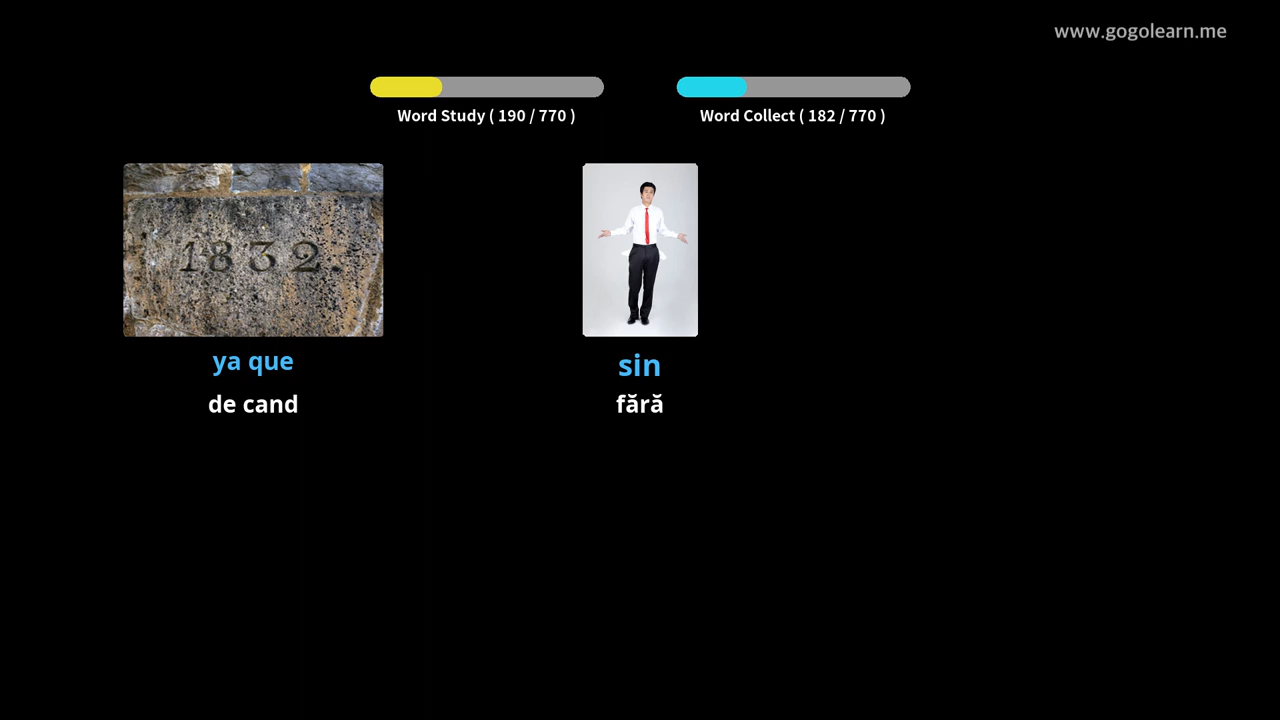 www.gogolearn.me
Word Study ( 190 / 770 )
Word Collect ( 182 / 770 )
1832.
ya que
de cand
sin
fără